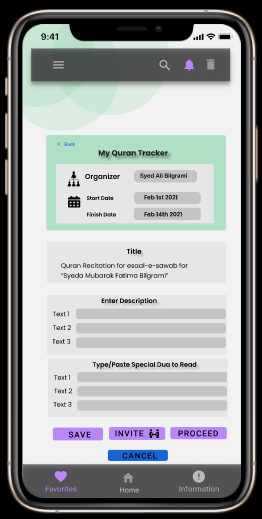 9:41
Back
My Quran Tracker
Organizer Syed Ali Bilgrami
Start Date Feb 1st 2021
Finish Date Feb 14th 2021
Title
Quran Recitation for esaal-e-sawab for
"Syeda Mubarak Fatima Bilgrami"
Enter Description
Text 1
Text 2
Text 3
Type/Paste Special Dua to Read
Text 1
Text 2
Text 3
SAVE INVITE PROCEED
CANCEL
Favorites Home Information